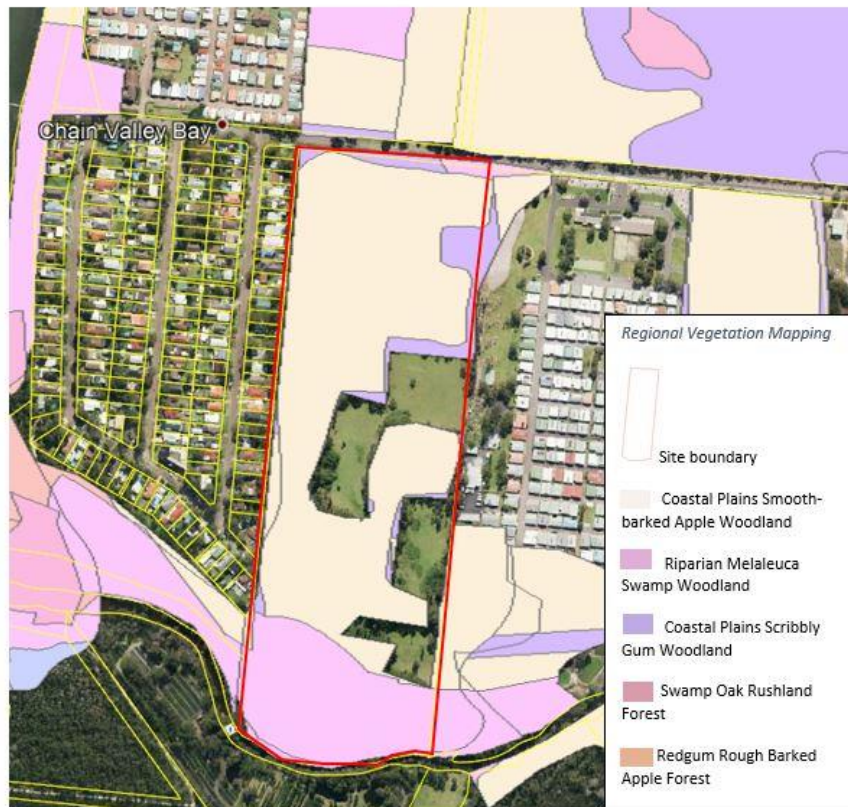 Chain Valley Bay
Regional Vegetation Mapping
Site boundary
Coastal Plains Smooth-
barked Apple Woodland
Riparian Melaleuca
Swamp Woodland
Coastal Plains Scribbly
Gum Woodland
Swamp Oak Rushland
Forest
Redgum Rough Barked
Apple Forest